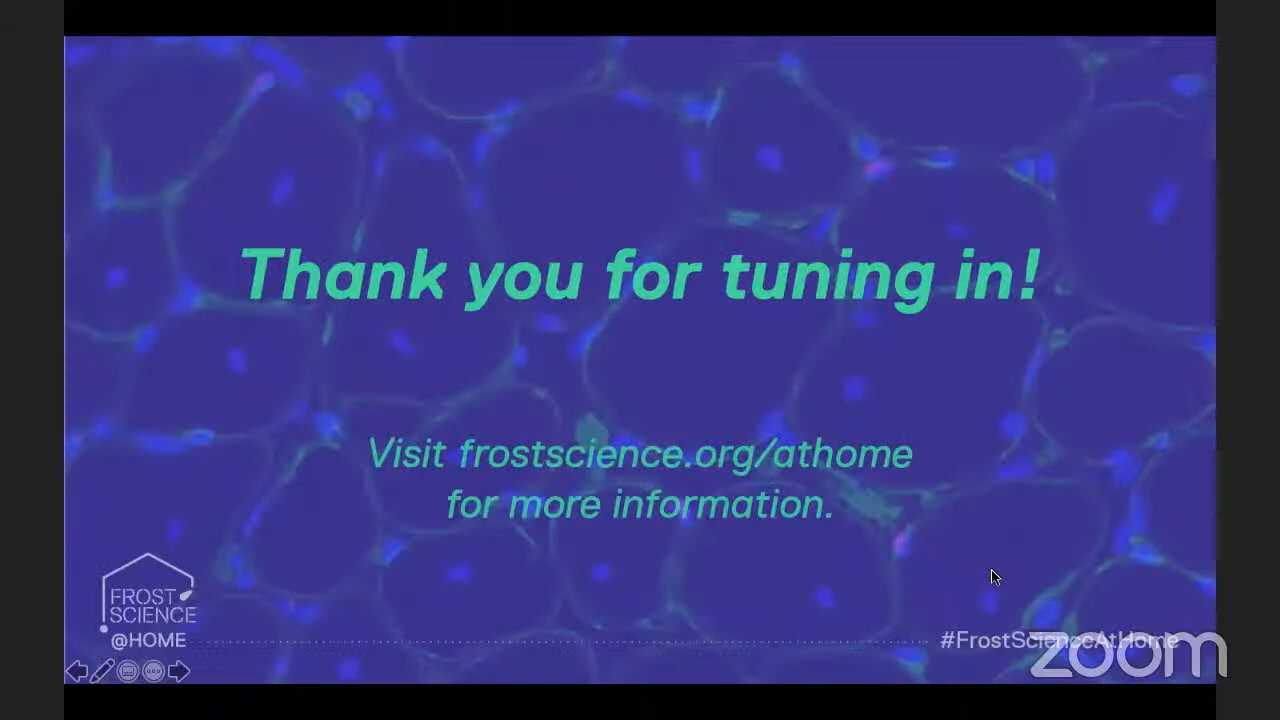 Thank you for tuning in!
Visit frostscience.org/athome
for more information.
FROST
SCIENCE
@HOME
#FrostScienceAtHome
zoom